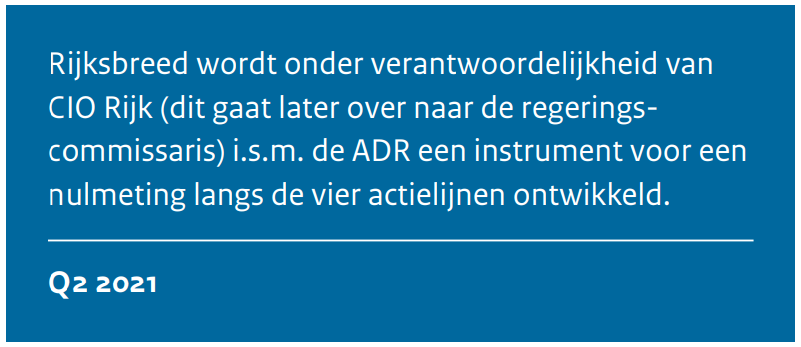 Rijksbreed wordt onder verantwoordelijkheid van
CIO Rijk (dit gaat later over naar de regerings-
commissaris) i.s.m. de ADR een instrument voor een
nulmeting langs de vier actielijnen ontwikkeld.
Q2 2021